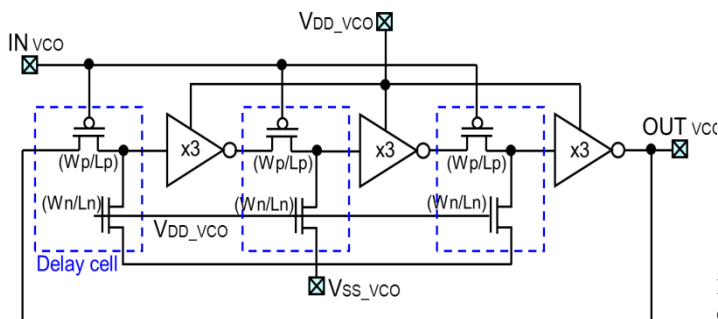 VDD_VCO
IN VCO
OUT VCO
x3
x3
x3
(Wp/Lp)
(Wp/Lp)
(Wp/Lp)
(Wn/Ln)
(Wn/Ln)
(Wn/Ln)
VDD_VCO
Delay cell
VSS_VCO